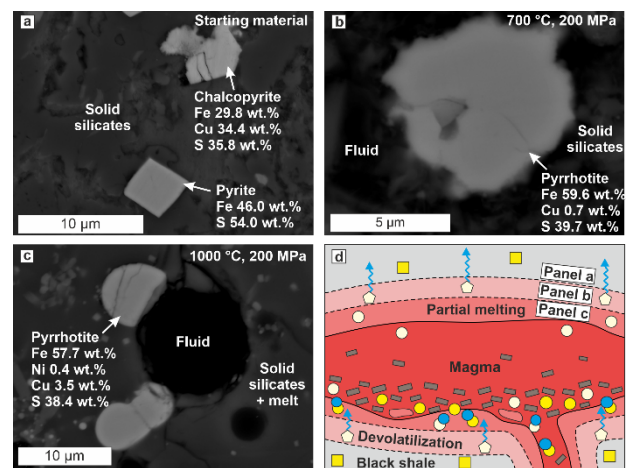 a
Starting material
Chalcopyrite
Fe 29.8 wt.%
Cu 34.4 wt.%
S 35.8 wt.%
Solid
silicates
Pyrite
Fe 46.0 wt.%
S 54.0 wt.%
10 µm
b
700 °C, 200 MPa
Fluid
Solid
silicates
Pyrrhotite
Fe 59.6 wt.%
Cu 0.7 wt.%
S 39.7 wt.%
5 µm
c
1000 °C, 200 MPa
Pyrrhotite
Fe 57.7 wt.%
Ni 0.4 wt.%
Cu 3.5 wt.%
S 38.4 wt.%
Fluid
Solid
silicates
+ melt
10 µm
d
Panel a
Panel b
Partial melting
Panel c
Magma
Devolatilization
Black shale